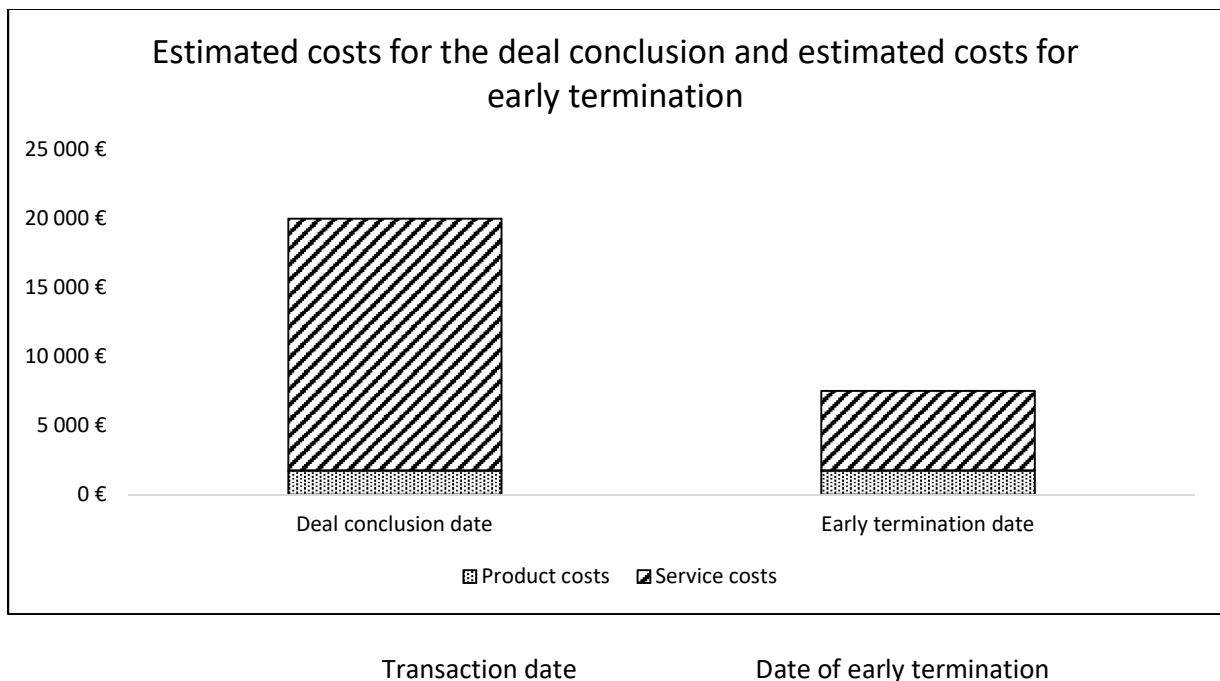 Estimated costs for the deal conclusion and estimated costs for
early termination
25 000 €
20 000 €
15 000 €
10 000 €
5 000 €
0 €
Deal conclusion date Early termination date
Product costs Service costs
Transaction date Date of early termination